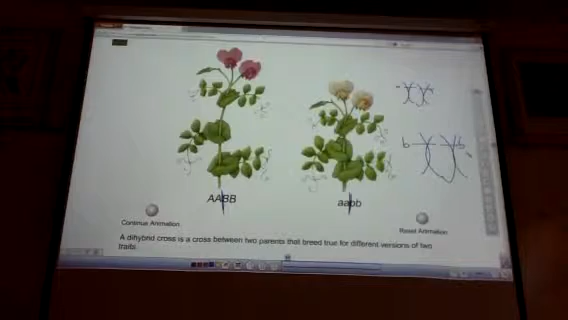 AABB
aabb
b b
Continue Animation
Reset Animation
A dihybrid cross is a cross between two parents that breed true for different versions of two
traits.